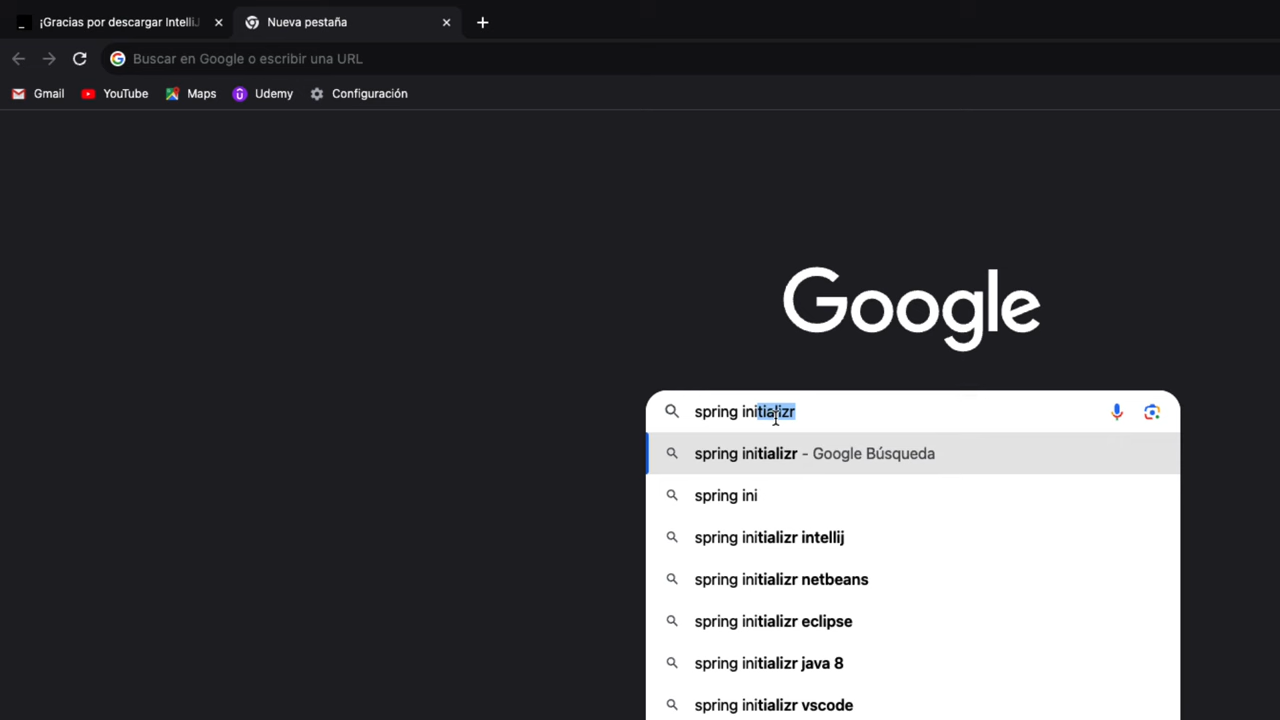 ¡Gracias por descargar IntelliJ
Nueva pestaña
Buscar en Google o escribir una URL
Gmail
YouTube
Maps
Udemy
Configuración
Google
spring initializr
spring initializr - Google Búsqueda
spring ini
spring initializr intellij
spring initializr netbeans
spring initializr eclipse
spring initializr java 8
spring initializr vscode